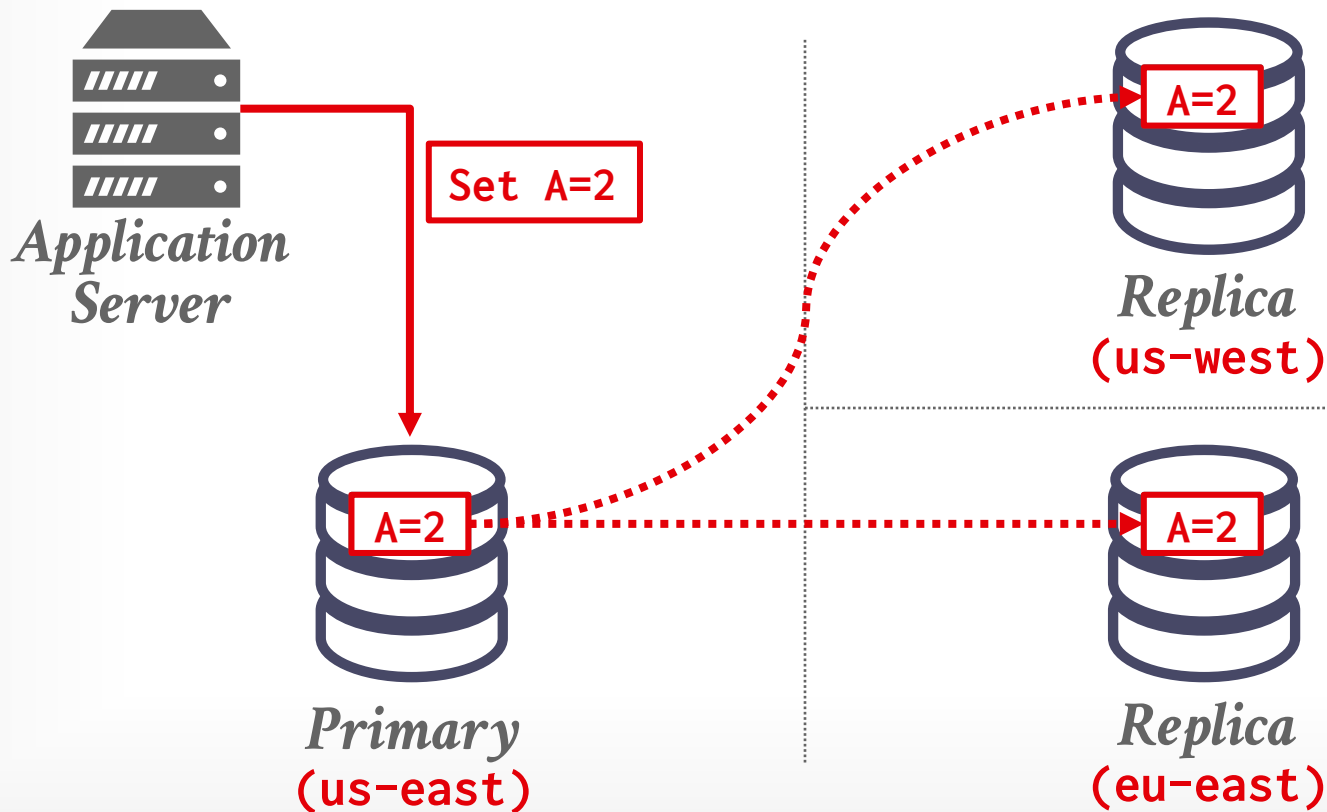 Application
Server
Set A=2
A=2
Replica
(us-west)
A=2
Primary
(us-east)
A=2
Replica
(eu-east)